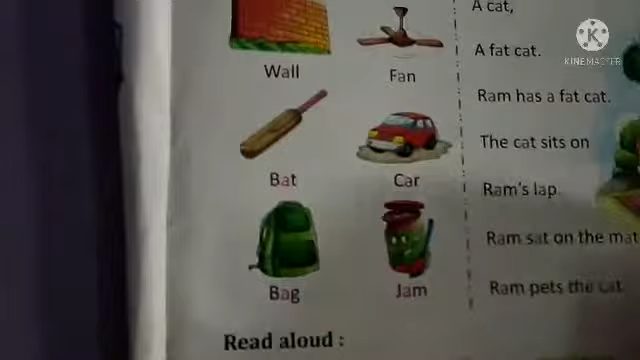 Wall
Fan
Bat
Car
Bag
Jam
Read aloud :
A cat,
A fat cat.
Ram has a fat cat.
The cat sits on
Ram's lap.
Ram sat on the mat
Ram pets the cat.
KINEMASTER